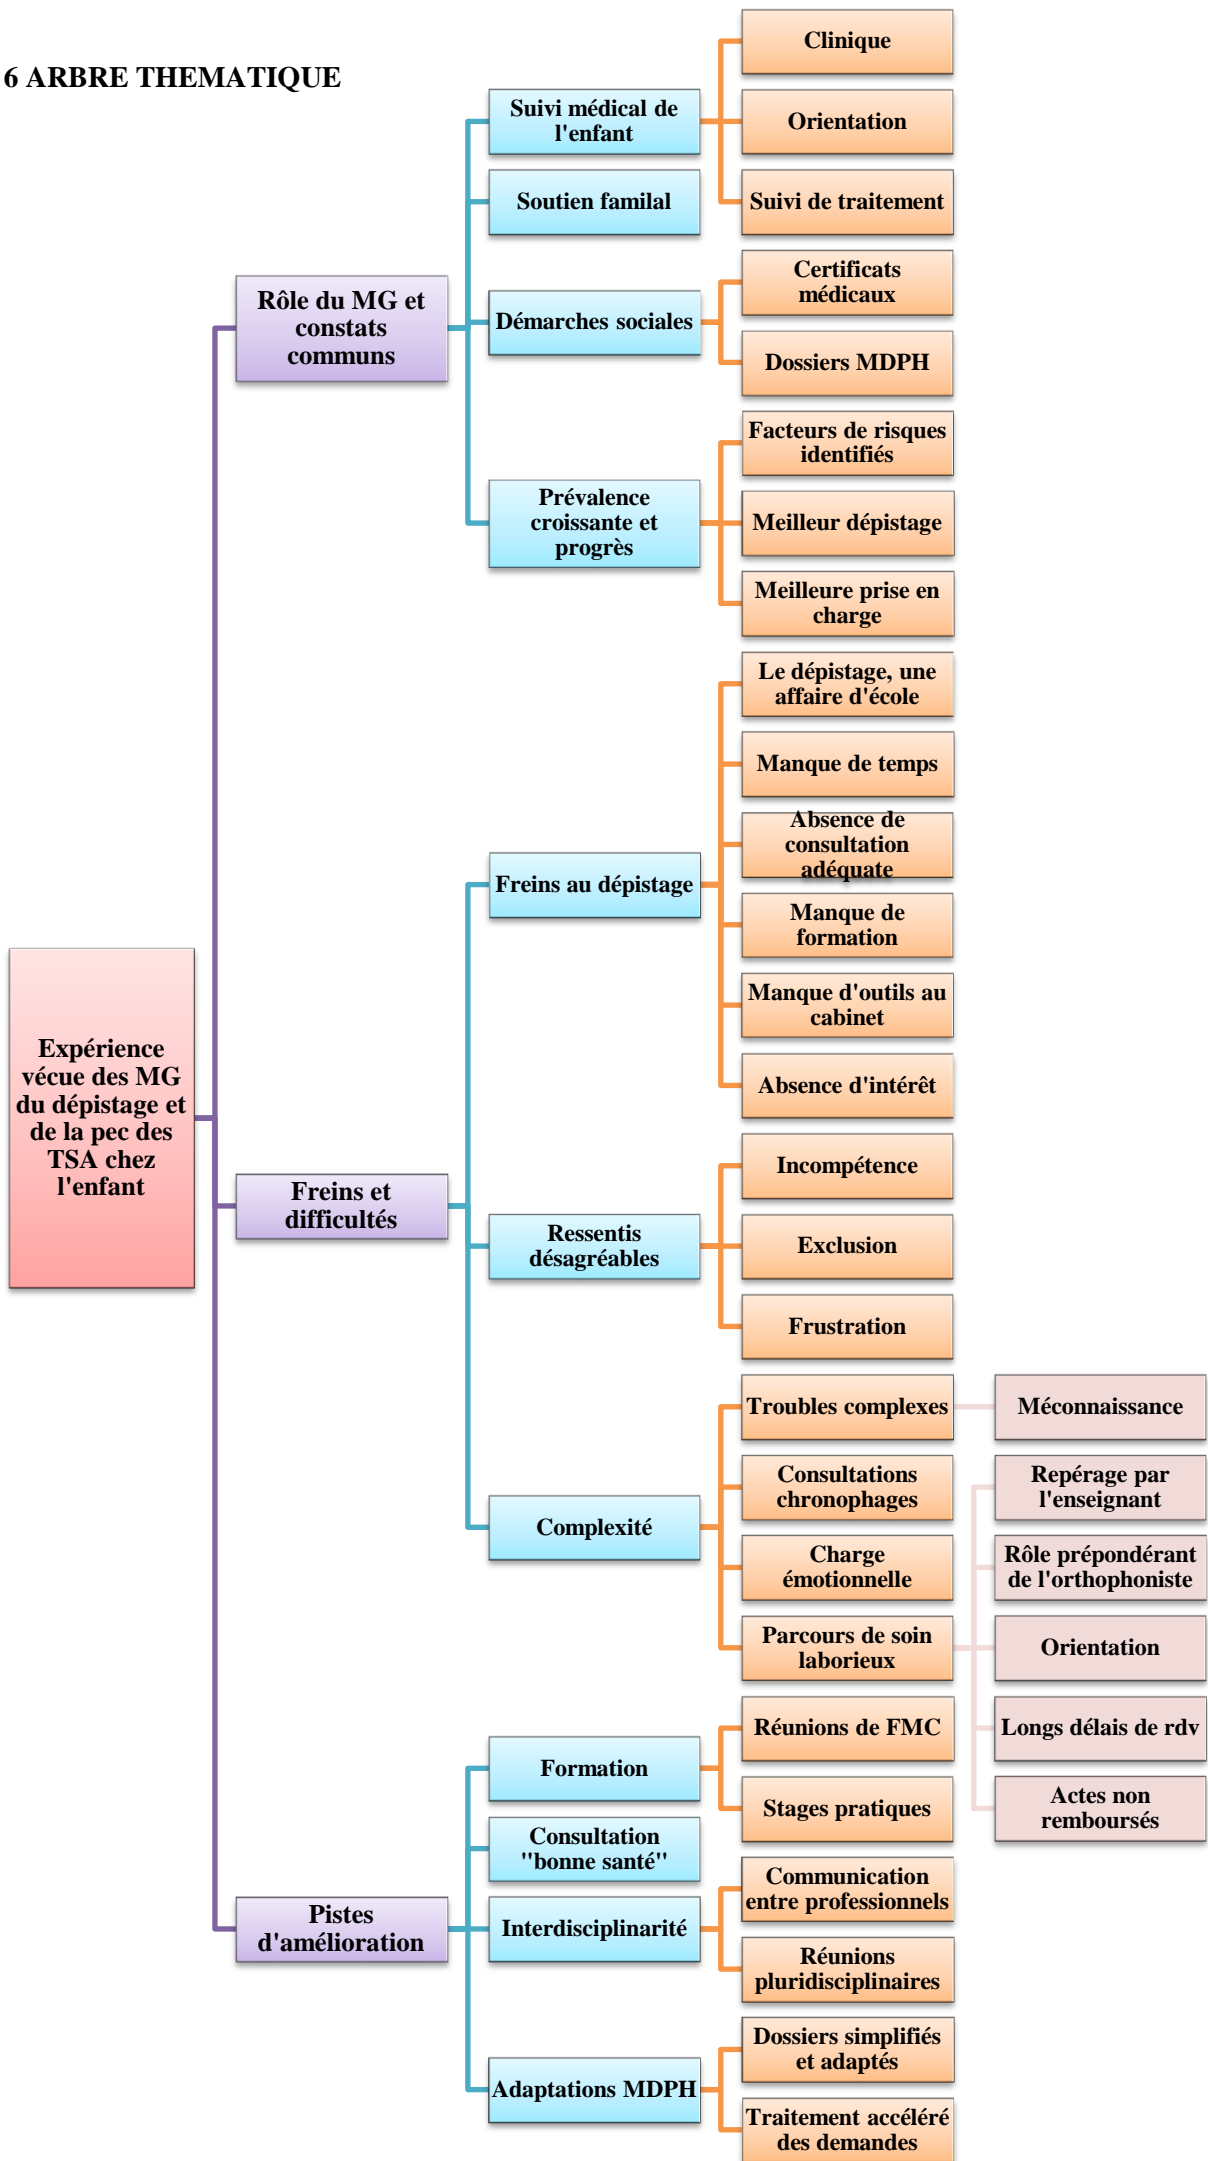 6 ARBRE THEMATIQUE
Expérience
vécue des MG
du dépistage et
de la pec des
TSA chez
l'enfant
Rôle du MG et
constats
communs
Suivi médical de
l'enfant
Clinique
Orientation
Suivi de traitement
Soutien familal
Démarches sociales
Certificats
médicaux
Dossiers MDPH
Prévalence
croissante et
progrès
Facteurs de risques
identifiés
Meilleur dépistage
Meilleure prise en
charge
Freins et
difficultés
Freins au dépistage
Le dépistage, une
affaire d'école
Manque de temps
Absence de
consultation
adéquate
Manque de
formation
Manque d'outils au
cabinet
Absence d'intérêt
Ressentis
désagréables
Incompétence
Exclusion
Frustration
Complexité
Troubles complexes
Méconnaissance
Consultations
chronophages
Charge
émotionnelle
Parcours de soin
laborieux
Repérage par
l'enseignant
Rôle prépondérant
de l'orthophoniste
Orientation
Longs délais de rdv
Actes non
remboursés
Pistes
d'amélioration
Formation
Réunions de FMC
Stages pratiques
Consultation
"bonne santé"
Interdisciplinarité
Communication
entre professionnels
Réunions
pluridisciplinaires
Adaptations MDPH
Dossiers simplifiés
et adaptés
Traitement accéléré
des demandes